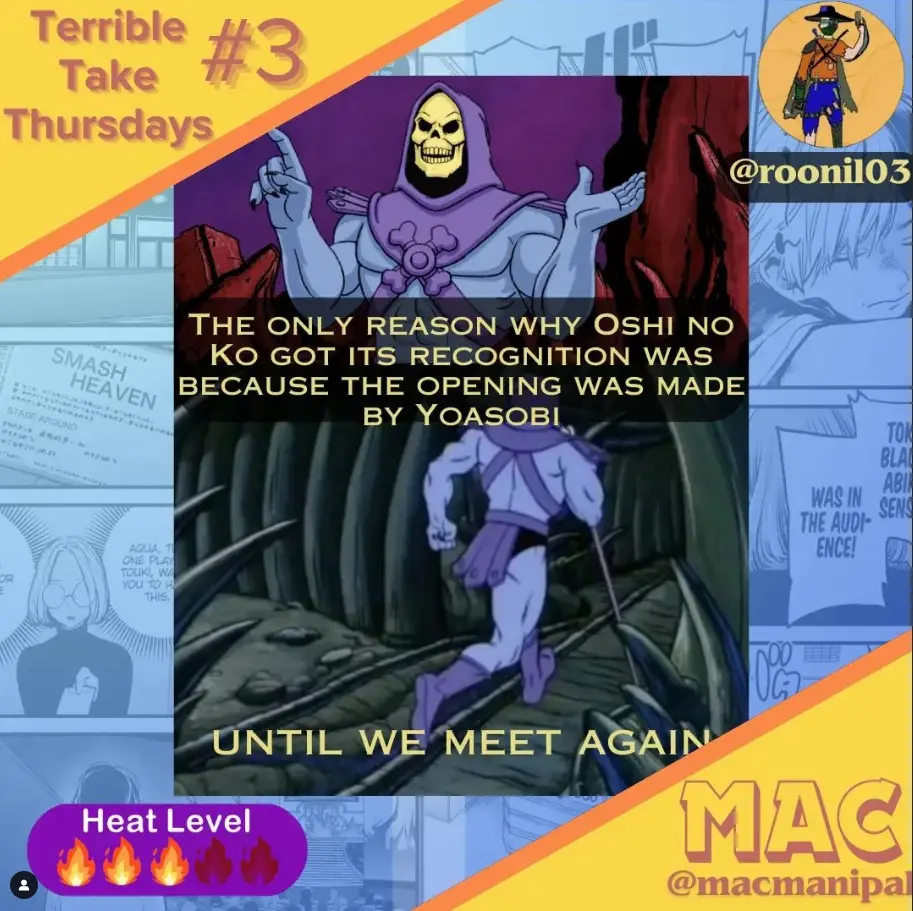 Terrible
Take
Thursdays
#3
@roonil03
THE ONLY REASON WHY OSHI NO
KO GOT ITS RECOGNITION WAS
BECAUSE THE OPENING WAS MADE
BY YOASOBI
SMASH
HEAVEN
STAGE AROUND
WAS IN
THE AUDI-
ENCE!
AQUA,
ONE
TOUKI,
YOU TO
THIS.
UNTIL WE MEET AGAIN
Heat Level
MAC
@macmanipal